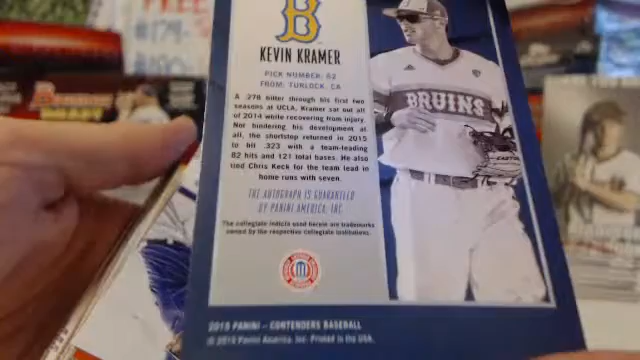 FREE
$179
B
KEVIN KRAMER
PICK NUMBER: 62
FROM: TURLOCK, CA
A .278 hitter through his first two
seasons at UCLA, Kramer sat out all
of 2014 while recovering from injury.
Not hindering his development at
all, the shortstop returned in 2015
to hit .323 with a team-leading
82 hits and 121 total bases. He also
tied Chris Keck for the team lead in
home runs with seven.
THE AUTOGRAPH IS GUARANTEED
BY PANINI AMERICA, INC.
The collegiate indicia used herein are trademarks
owned by the respective collegiate institutions.
BRUINS
2015 PANINI - CONTENDERS BASEBALL
© 2015 Panini America, Inc. Printed in the USA.
Bowman